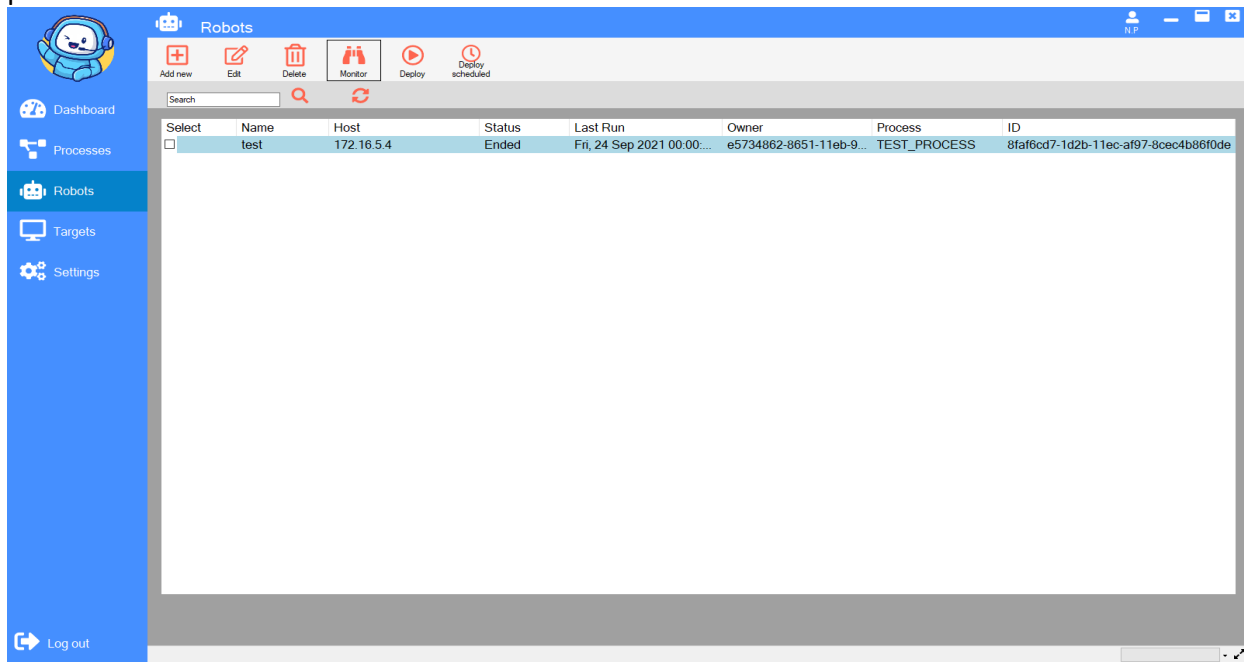 Robots
N.P
Add new Edit Delete Monitor Deploy Deploy scheduled
Search
Dashboard
Processes
Robots
Targets
Settings
Log out
Select Name Host Status Last Run Owner Process ID
test 172.16.5.4 Ended Fri, 24 Sep 2021 00:00:... e5734862-8651-11eb-9... TEST_PROCESS 8faf6cd7-1d2b-11ec-af97-8cec4b86f0de